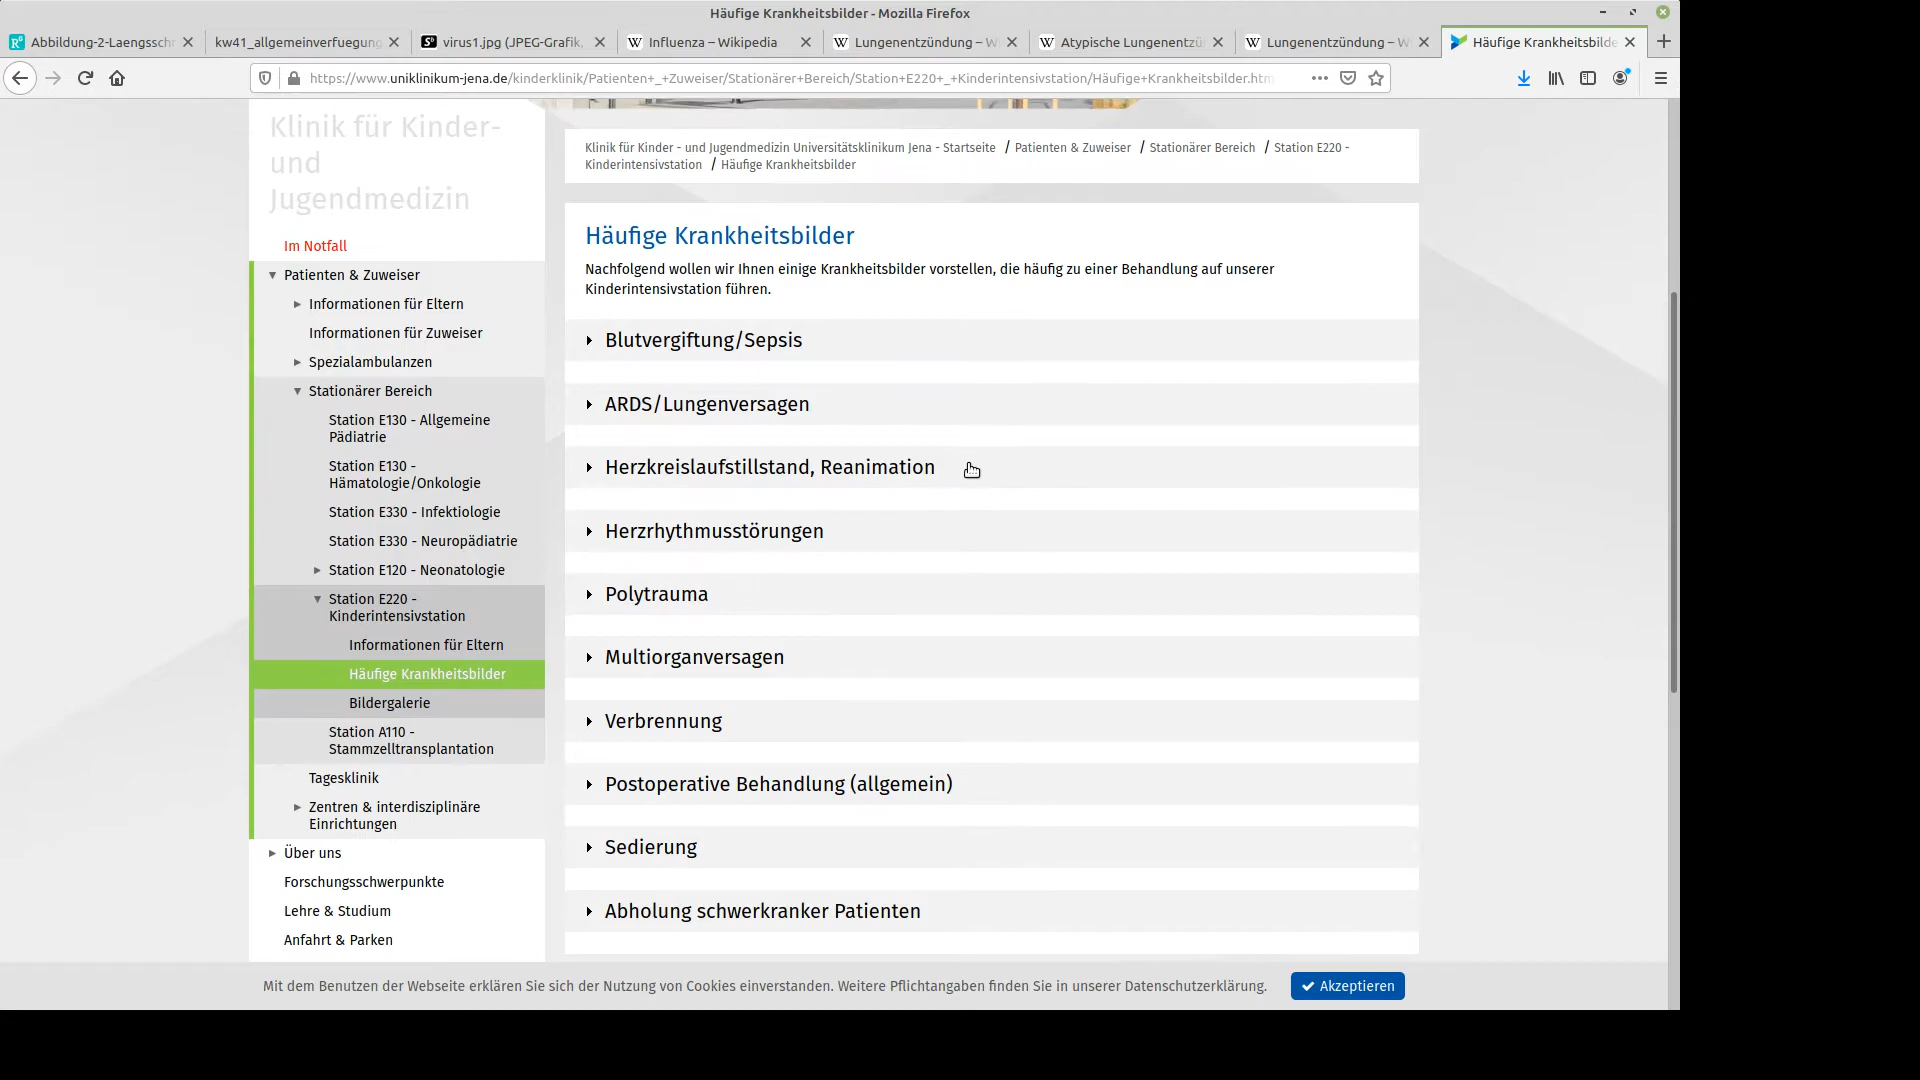 Häufige Krankheitsbilder - Mozilla Firefox
Abbildung-2-Laengsschr
kw41_allgemeinverfuegung
virus1.jpg (JPEG-Grafik,
Influenza – Wikipedia
Lungenentzündung – W
Atypische Lungenentzü
Lungenentzündung – W
Häufige Krankheitsbilde
https://www.uniklinikum-jena.de/kinderklinik/Patienten+_+Zuweiser/Stationärer+Bereich/Station+E220+_+Kinderintensivstation/Häufige+Krankheitsbilder.htm
Klinik für Kinder-
und
Jugendmedizin
Im Notfall
Patienten & Zuweiser
Informationen für Eltern
Informationen für Zuweiser
Spezialambulanzen
Stationärer Bereich
Station E130 - Allgemeine
Pädiatrie
Station E130 -
Hämatologie/Onkologie
Station E330 - Infektiologie
Station E330 - Neuropädiatrie
Station E120 - Neonatologie
Station E220 -
Kinderintensivstation
Informationen für Eltern
Häufige Krankheitsbilder
Bildergalerie
Station A110 -
Stammzelltransplantation
Tagesklinik
Zentren & interdisziplinäre
Einrichtungen
Über uns
Forschungsschwerpunkte
Lehre & Studium
Anfahrt & Parken
Klinik für Kinder - und Jugendmedizin Universitätsklinikum Jena - Startseite / Patienten & Zuweiser / Stationärer Bereich / Station E220 -
Kinderintensivstation / Häufige Krankheitsbilder
Häufige Krankheitsbilder
Nachfolgend wollen wir Ihnen einige Krankheitsbilder vorstellen, die häufig zu einer Behandlung auf unserer
Kinderintensivstation führen.
Blutvergiftung/Sepsis
ARDS/Lungenversagen
Herzkreislaufstillstand, Reanimation
Herzrhythmusstörungen
Polytrauma
Multiorganversagen
Verbrennung
Postoperative Behandlung (allgemein)
Sedierung
Abholung schwerkranker Patienten
Mit dem Benutzen der Webseite erklären Sie sich der Nutzung von Cookies einverstanden. Weitere Pflichtangaben finden Sie in unserer Datenschutzerklärung.
Akzeptieren